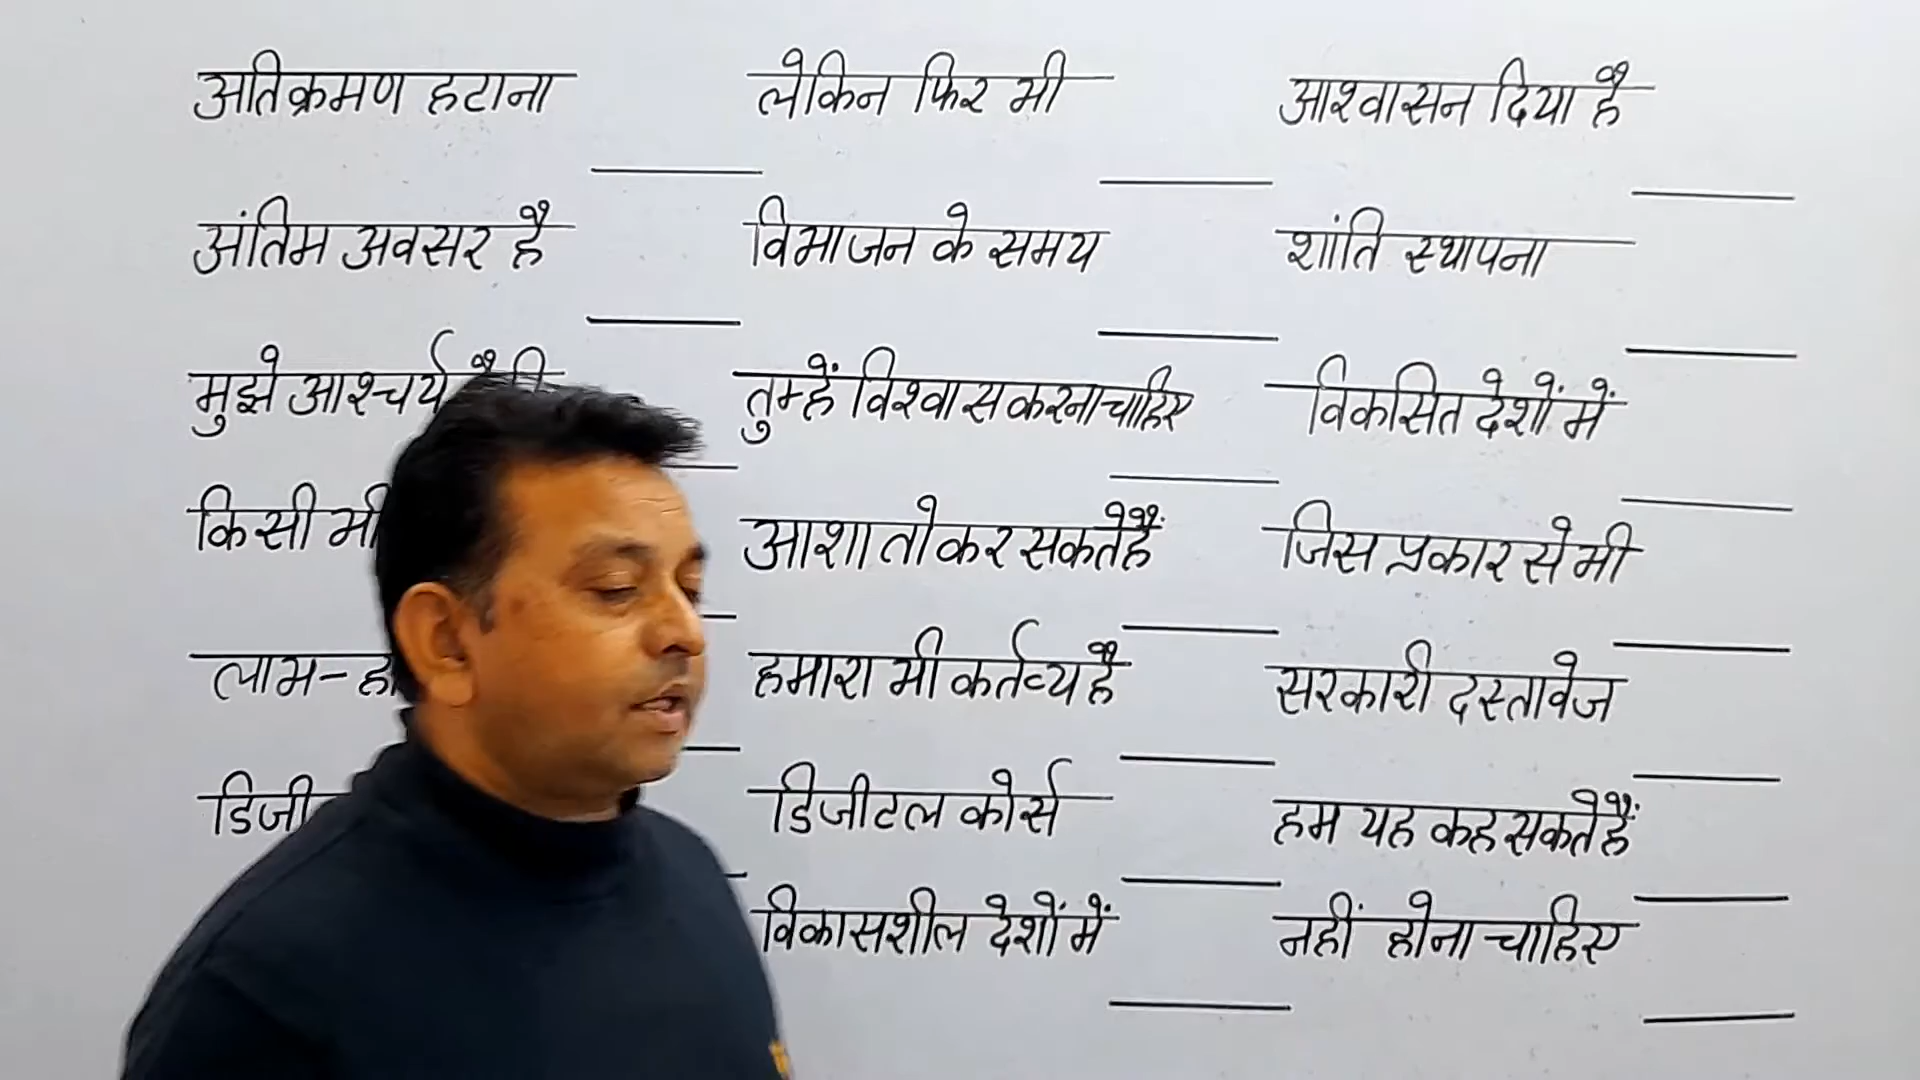 अतिक्रमण हटाना
लेकिन फिर भी
आश्वासन दिया है
अंतिम अवसर है
विभाजन के समय
शांति स्थापना
मुझे आश्चर्य है
तुम्हें विश्वास करना चाहिए
विकसित देशों में
किसी भी
आशा तो कर सकते हैं
जिस प्रकार से भी
लाभ-
हमारा भी कर्तव्य है
सरकारी दस्तावेज
डिजीटल कोर्स
हम यह कह सकते हैं
विकासशील देशों में
नहीं होना चाहिए